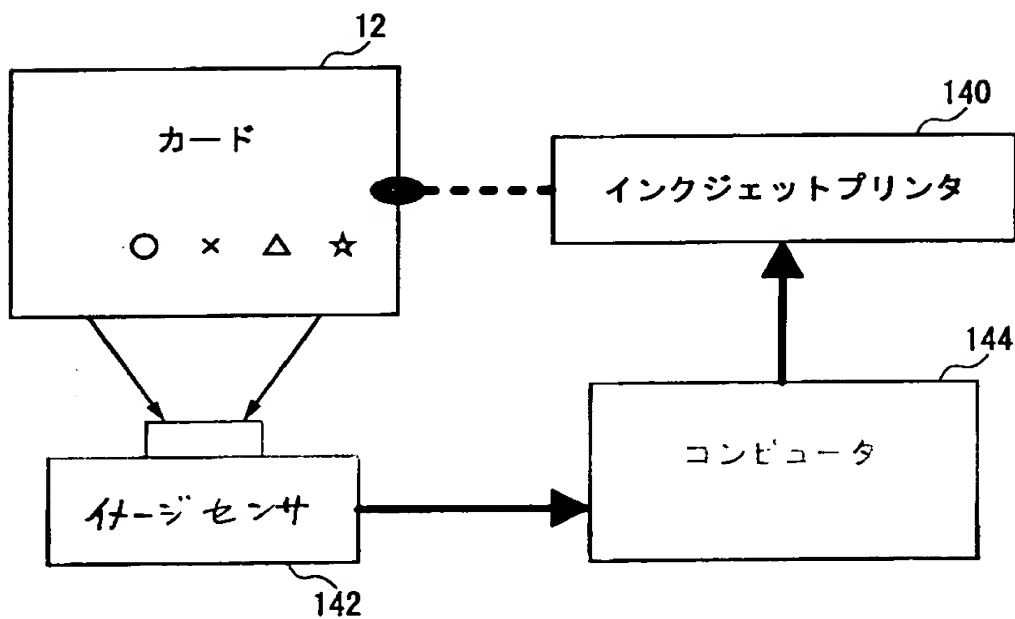 12
カード
○ × △ ☆
140
インクジェットプリンタ
144
コンピュータ
イメージセンサ
142